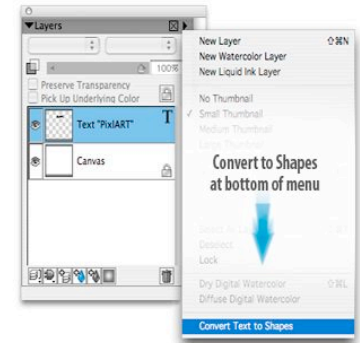 Layers
100%
Preserve Transparency
Pick Up Underlying Color
Text "PixlART"
T
Canvas
New Layer ⇧⌘N
New Watercolor Layer
New Liquid Ink Layer
No Thumbnail
✓ Small Thumbnail
Medium Thumbnail
Large Thumbnail
Convert to Shapes
at bottom of menu
Deselect
Lock
Dry Digital Watercolor ⇧⌘L
Diffuse Digital Watercolor
Convert Text to Shapes